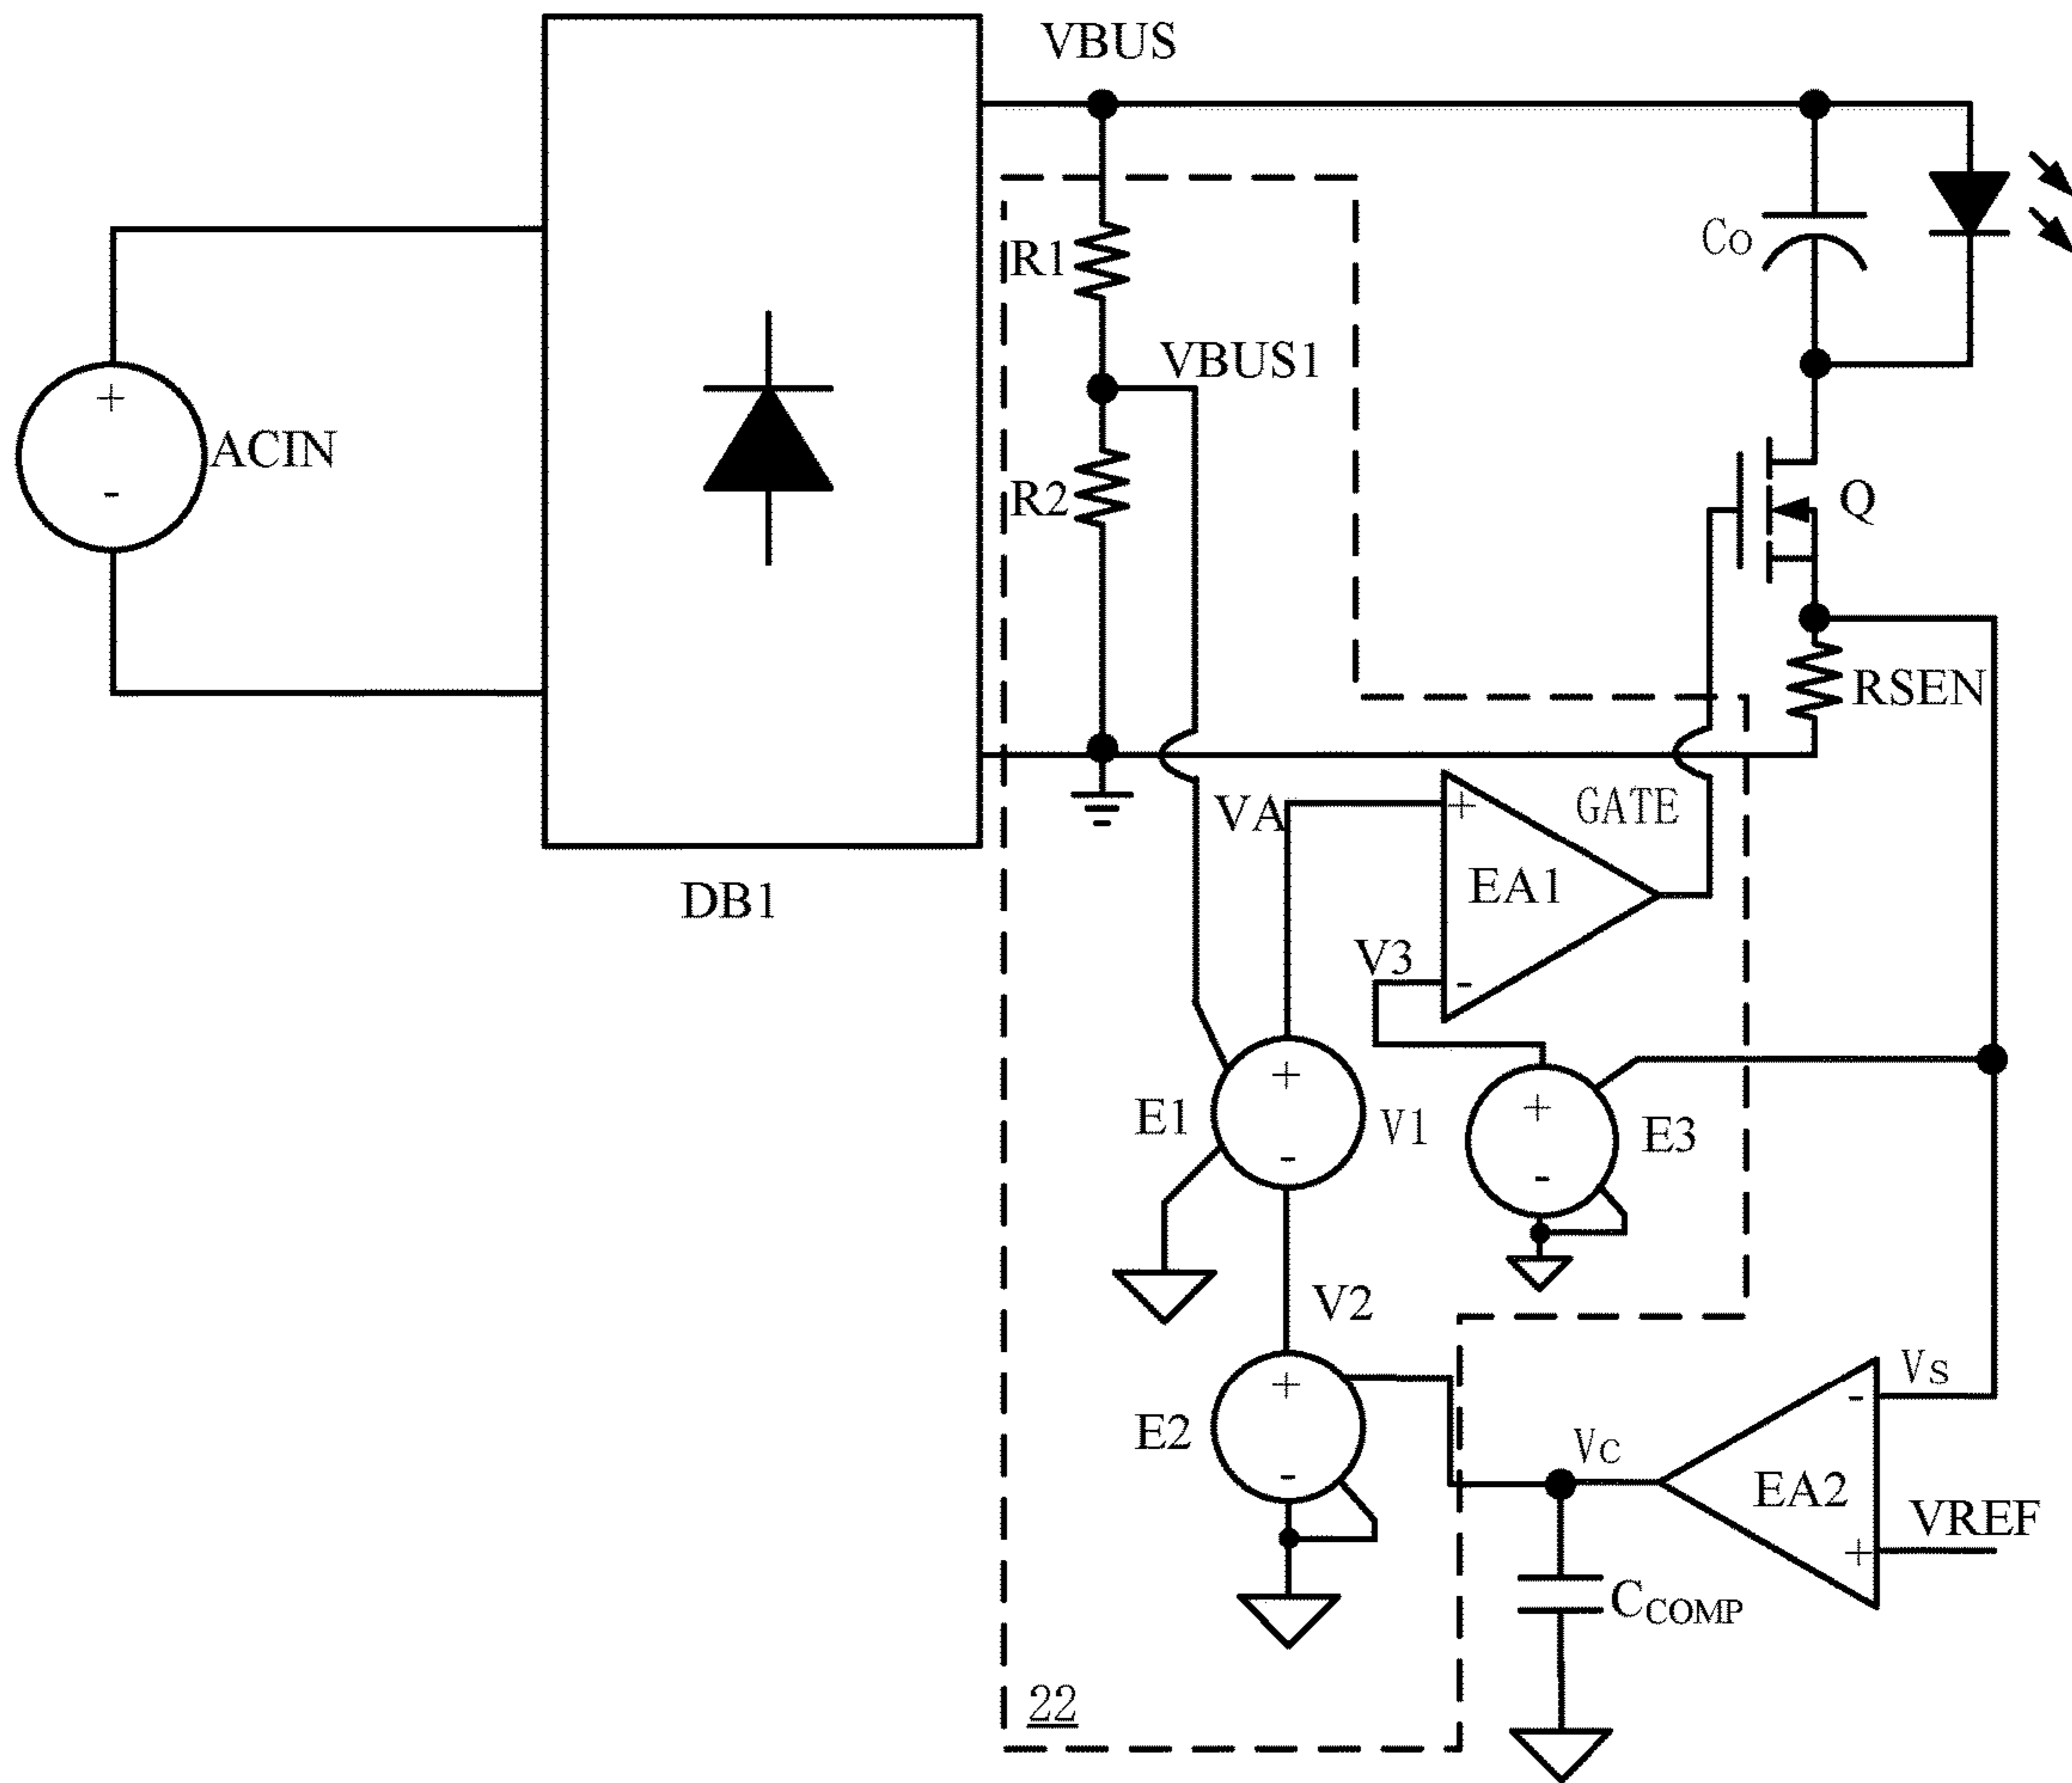 VBUS
R1
Co
VBUS1
+
ACIN
-
R2
Q
RSEN
VA
+
GATE
EA1
DB1
V3
-
+
E1
V1
-
+
E3
-
V2
+
E2
-
Vs
-
Vc
EA2
VREF
+
CCOMP
22